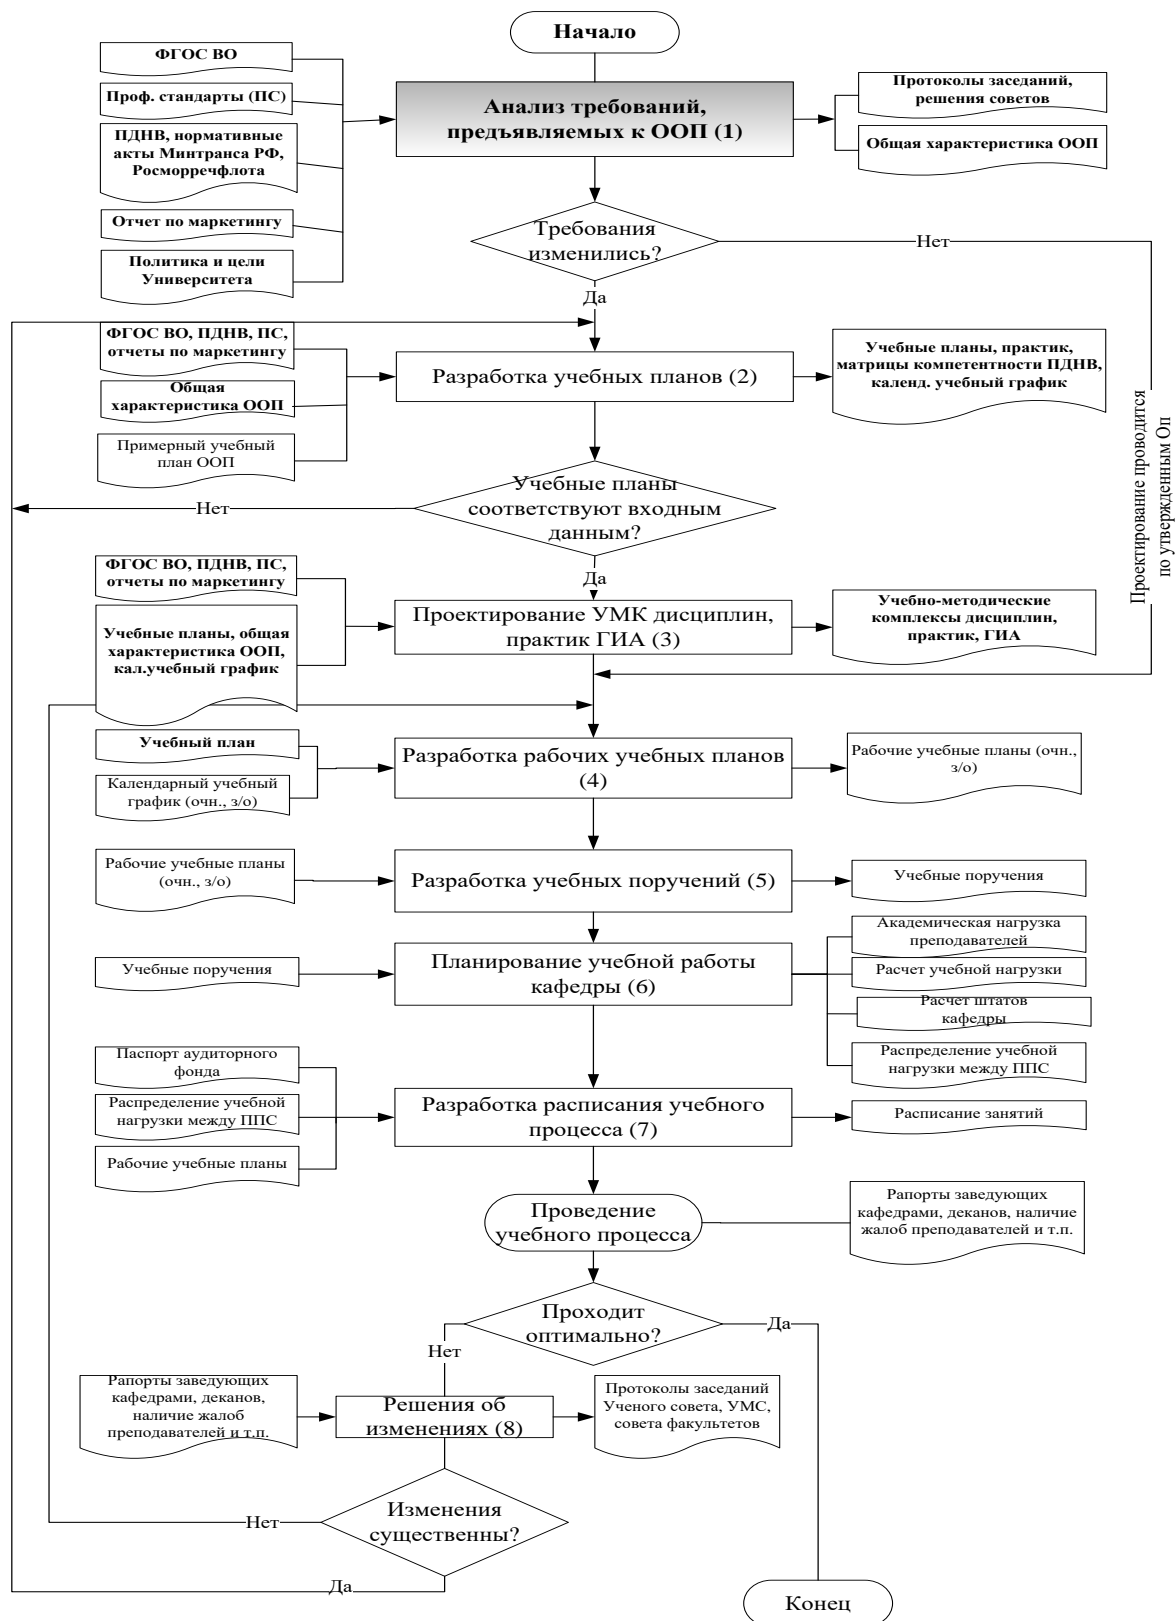 Начало
ФГОС ВО
Проф. стандарты (ПС)
ПДНВ, нормативные
акты Минтранса РФ,
Росморречфлота
Отчет по маркетингу
Политика и цели
Университета
Анализ требований,
предъявляемых к ООП (1)
Протоколы заседаний,
решения советов
Общая характеристика ООП
Требования
изменились?
Нет
Да
Проектирование проводится
по утвержденным Оп
ФГОС ВО, ПДНВ, ПС,
отчеты по маркетингу
Общая
характеристика ООП
Примерный учебный
план ООП
Разработка учебных планов (2)
Учебные планы, практик,
матрицы компетентности ПДНВ,
календ. учебный график
Учебные планы
соответствуют входным
данным?
Нет
Да
ФГОС ВО, ПДНВ, ПС,
отчеты по маркетингу
Учебные планы, общая
характеристика ООП,
кал.учебный график
Проектирование УМК дисциплин,
практик ГИА (3)
Учебно-методические
комплексы дисциплин,
практик, ГИА
Учебный план
Календарный учебный
график (очн., з/о)
Разработка рабочих учебных планов
(4)
Рабочие учебные планы (очн.,
з/о)
Рабочие учебные планы
(очн., з/о)
Разработка учебных поручений (5)
Учебные поручения
Учебные поручения
Планирование учебной работы
кафедры (6)
Академическая нагрузка
преподавателей
Расчет учебной нагрузки
Расчет штатов
кафедры
Распределение учебной
нагрузки между ППС
Паспорт аудиторного
фонда
Распределение учебной
нагрузки между ППС
Рабочие учебные планы
Разработка расписания учебного
процесса (7)
Расписание занятий
Проведение
учебного процесса
Рапорты заведующих
кафедрами, деканов, наличие
жалоб преподавателей и т.п.
Проходит
оптимально?
Да
Нет
Рапорты заведующих
кафедрами, деканов,
наличие жалоб
преподавателей и т.п.
Решения об
изменениях (8)
Протоколы заседаний
Ученого совета, УМС,
совета факультетов
Изменения
существенны?
Нет
Да
Конец